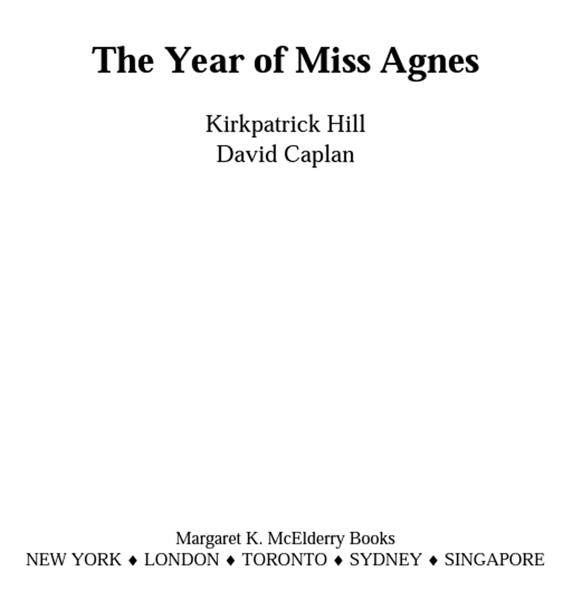 The Year of Miss Agnes
Kirkpatrick Hill
David Caplan
Margaret K. McElderry Books
NEW YORK ♦ LONDON ♦ TORONTO ♦ SYDNEY ♦ SINGAPORE